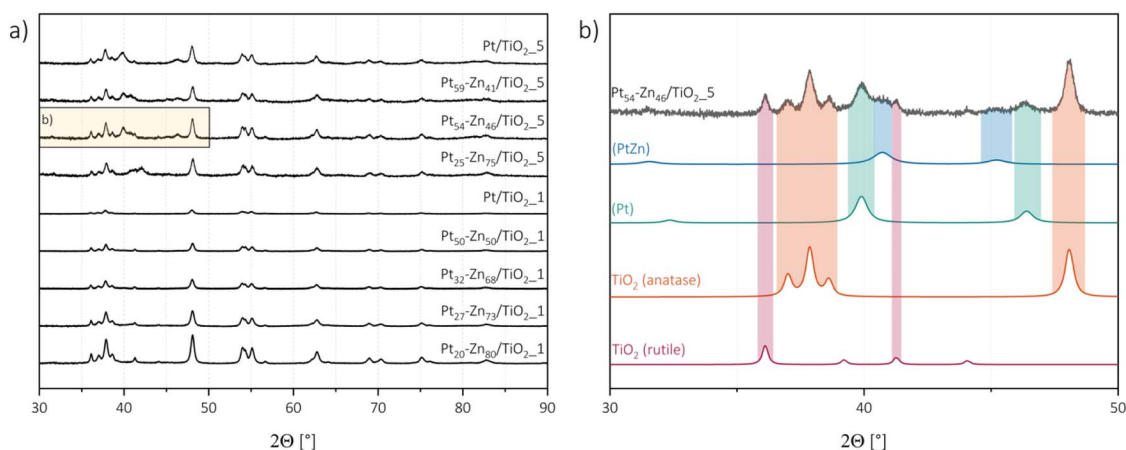 a)
Pt/TiO₂_5
Pt₅₉-Zn₄₁/TiO₂_5
b)
Pt₅₄-Zn₄₆/TiO₂_5
Pt₂₅-Zn₇₅/TiO₂_5
Pt/TiO₂_1
Pt₅₀-Zn₅₀/TiO₂_1
Pt₃₂-Zn₆₈/TiO₂_1
Pt₂₇-Zn₇₃/TiO₂_1
Pt₂₀-Zn₈₀/TiO₂_1
30 40 50 60 70 80 90
2Θ [°]
b)
Pt₅₄-Zn₄₆/TiO₂_5
(PtZn)
(Pt)
TiO₂ (anatase)
TiO₂ (rutile)
30 40 50
2Θ [°]